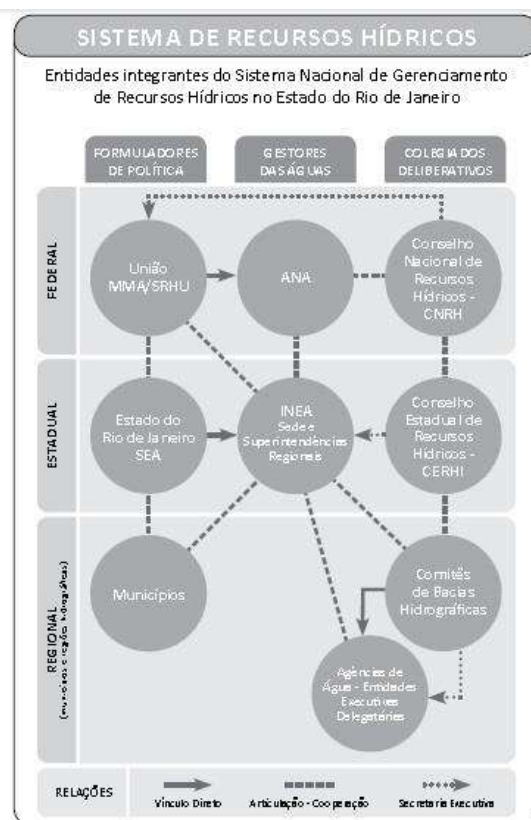 SISTEMA DE RECURSOS HÍDRICOS
Entidades integrantes do Sistema Nacional de Gerenciamento
de Recursos Hídricos no Estado do Rio de Janeiro
FORMULADORES
DE POLÍTICA
GESTORES
DAS ÁGUAS
COLEGIADOS
DELIBERATIVOS
FEDERAL
União
MMA/SRHU
ANA
Conselho
Nacional de
Recursos
Hídricos -
CNRH
ESTADUAL
Estado do
Rio de Janeiro
SEA
INEA
Sede e
Superintendências
Regionais
Conselho
Estadual de
Recursos
Hídricos -
CERHI
REGIONAL
(municípios e regiões hidrográficas)
Municípios
Comitês
de Bacias
Hidrográficas
Agências de
Água - Entidades
Executivas
Delegatárias
RELAÇÕES
Vínculo Direto
Articulação - Cooperação
Secretaria Executiva